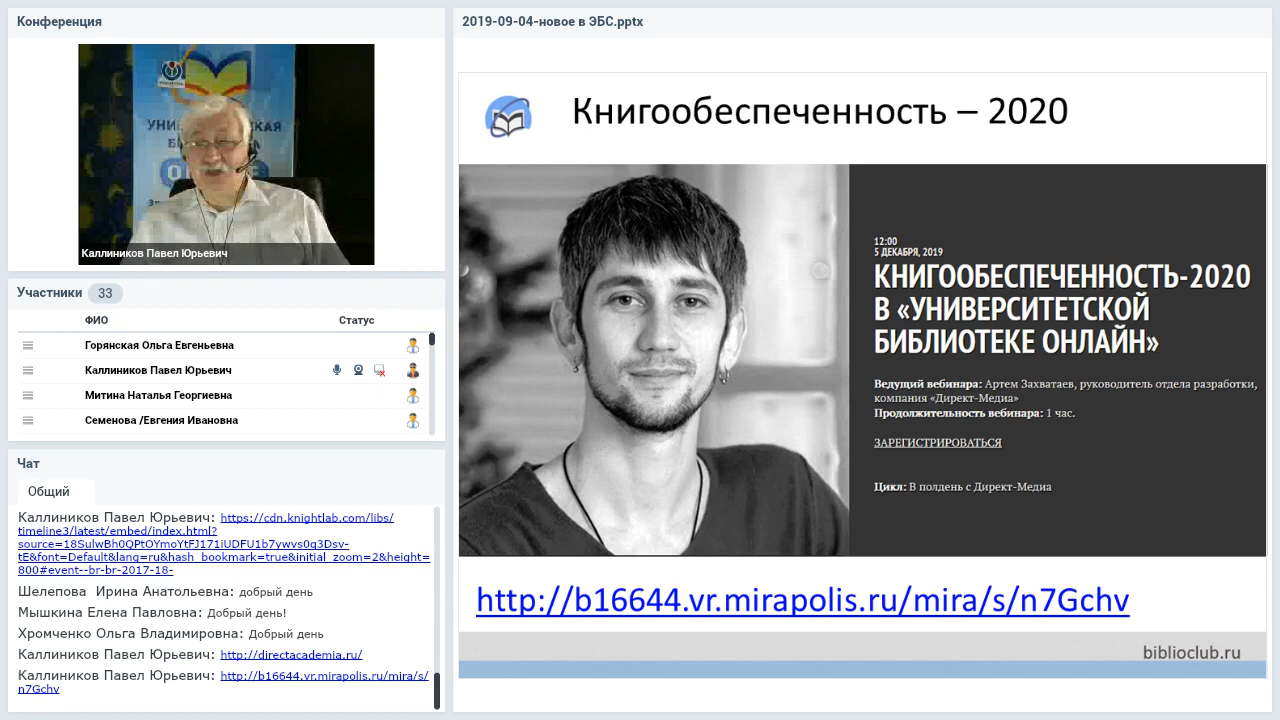 Конференция
УНИ
СКАЯ
Каллиников Павел Юрьевич
Участники 33
ФИО Статус
Горянская Ольга Евгеньевна
Каллиников Павел Юрьевич
Митина Наталья Георгиевна
Семенова /Евгения Ивановна
Чат
Общий
Каллиников Павел Юрьевич: https://cdn.knightlab.com/libs/
timeline3/latest/embed/index.html?
source=18SulwBh0QPtOYmoYtFJ171iUDFU1b7ywvs0q3Dsv-
tE&font=Default&lang=ru&hash_bookmark=true&initial_zoom=2&height=
800#event--br-br-2017-18-
Шелепова Ирина Анатольевна: добрый день
Мышкина Елена Павловна: Добрый день!
Хромченко Ольга Владимировна: Добрый день
Каллиников Павел Юрьевич: http://directacademia.ru/
Каллиников Павел Юрьевич: http://b16644.vr.mirapolis.ru/mira/s/
n7Gchv
2019-09-04-новое в ЭБС.pptx
Книгообеспеченность – 2020
12:00
5 ДЕКАБРЯ, 2019
КНИГООБЕСПЕЧЕННОСТЬ-2020
В «УНИВЕРСИТЕТСКОЙ
БИБЛИОТЕКЕ ОНЛАЙН»
Ведущий вебинара: Артем Захватаев, руководитель отдела разработки,
компания «Директ-Медиа»
Продолжительность вебинара: 1 час.
ЗАРЕГИСТРИРОВАТЬСЯ
Цикл: В полдень с Директ-Медиа
http://b16644.vr.mirapolis.ru/mira/s/n7Gchv
biblioclub.ru